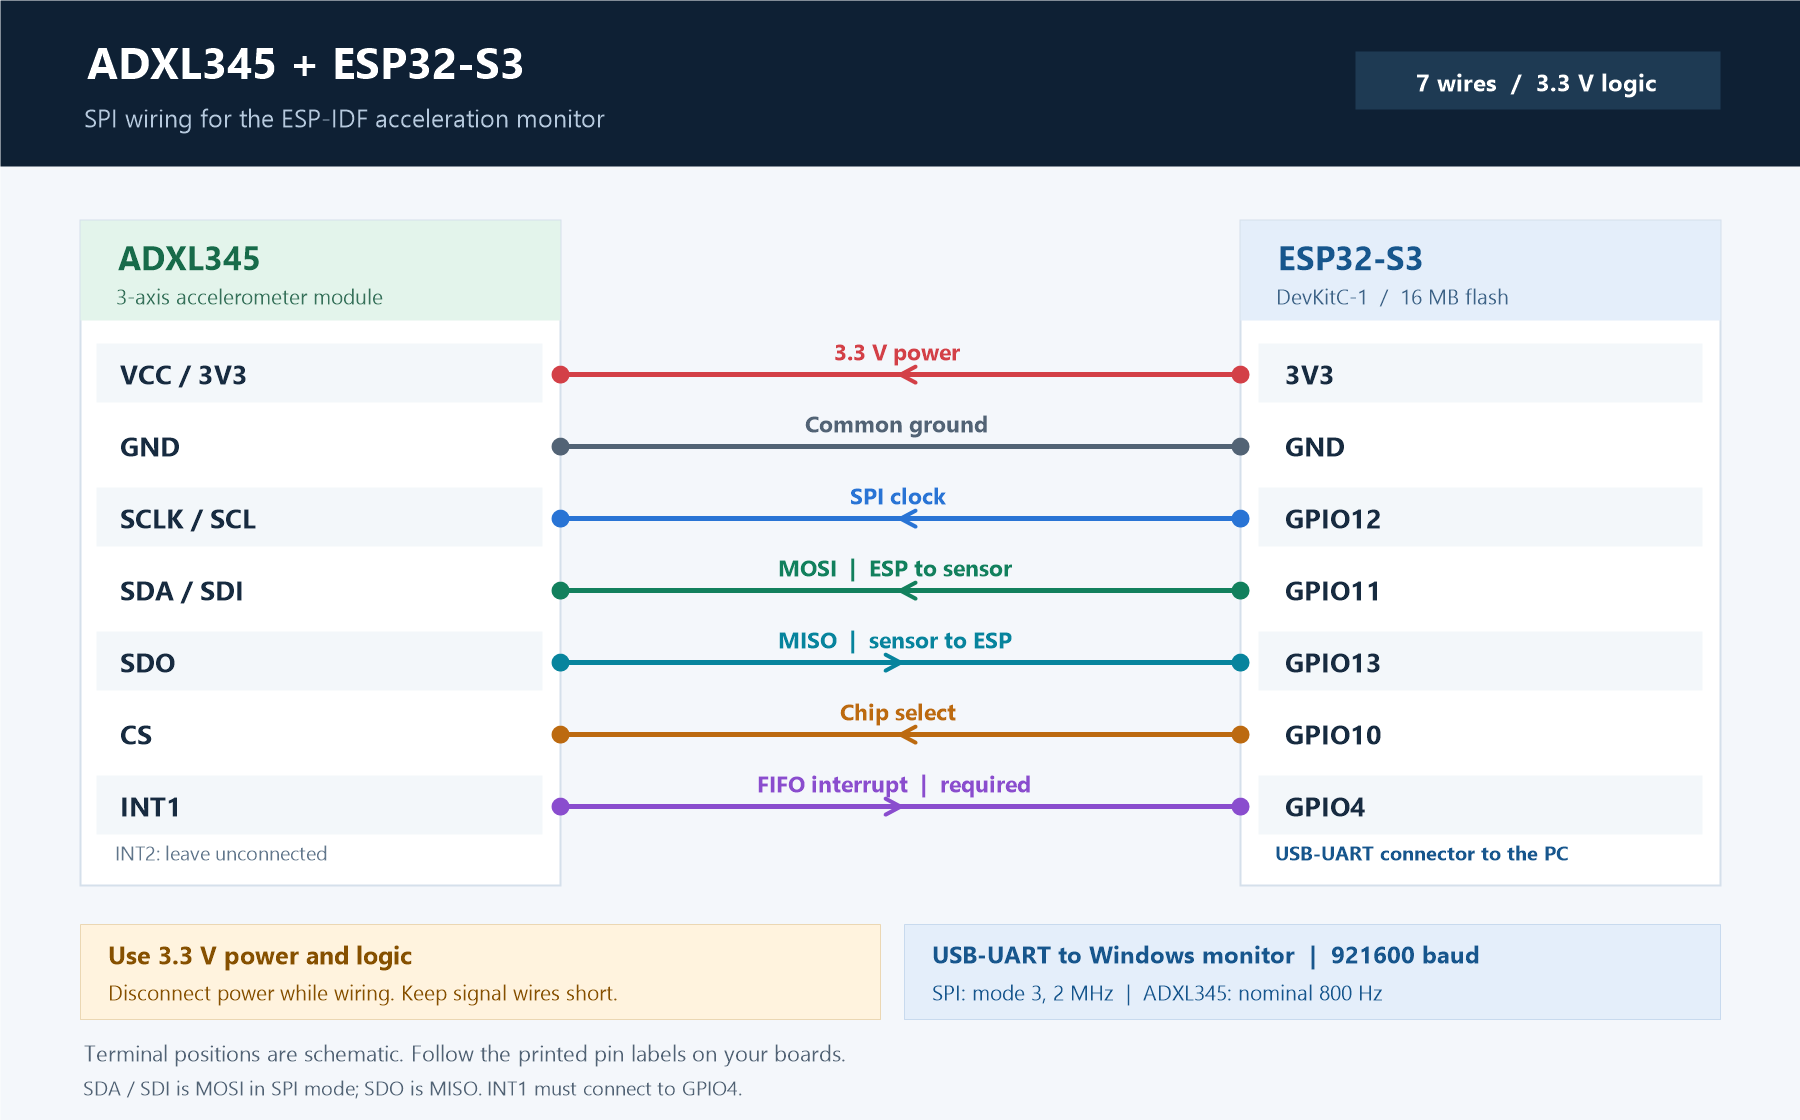 ADXL345 + ESP32-S3
SPI wiring for the ESP-IDF acceleration monitor
7 wires / 3.3 V logic
ADXL345
3-axis accelerometer module
ESP32-S3
DevKitC-1 / 16 MB flash
VCC / 3V3
3.3 V power
3V3
GND
Common ground
GND
SCLK / SCL
SPI clock
GPIO12
SDA / SDI
MOSI | ESP to sensor
GPIO11
SDO
MISO | sensor to ESP
GPIO13
CS
Chip select
GPIO10
INT1
FIFO interrupt | required
GPIO4
INT2: leave unconnected
USB-UART connector to the PC
Use 3.3 V power and logic
Disconnect power while wiring. Keep signal wires short.
USB-UART to Windows monitor | 921600 baud
SPI: mode 3, 2 MHz | ADXL345: nominal 800 Hz
Terminal positions are schematic. Follow the printed pin labels on your boards.
SDA / SDI is MOSI in SPI mode; SDO is MISO. INT1 must connect to GPIO4.